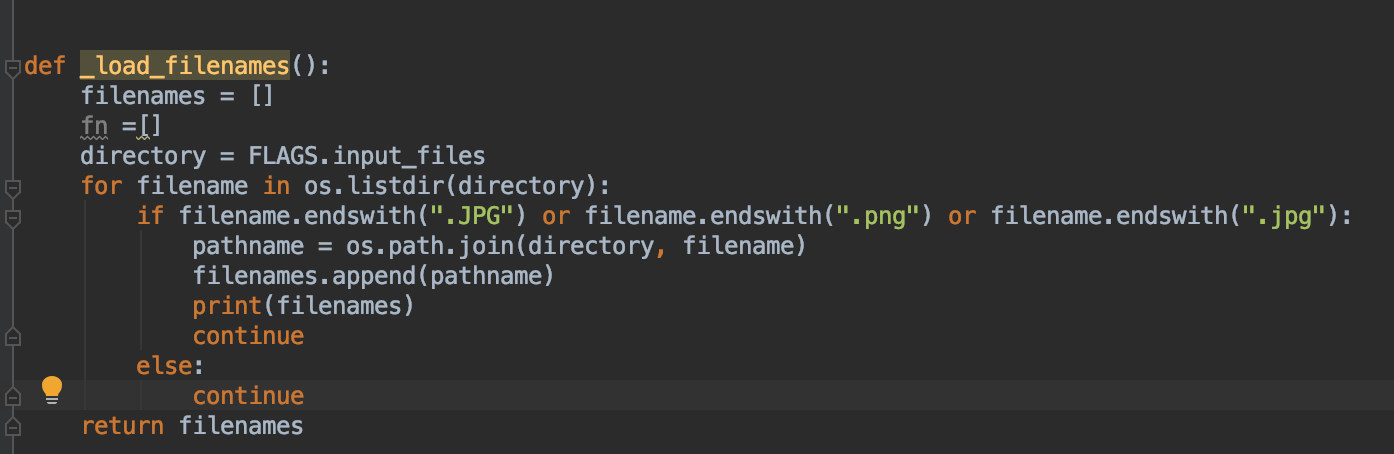 def _load_filenames():
    filenames = []
    fn =[]
    directory = FLAGS.input_files
    for filename in os.listdir(directory):
        if filename.endswith(".JPG") or filename.endswith(".png") or filename.endswith(".jpg"):
            pathname = os.path.join(directory, filename)
            filenames.append(pathname)
            print(filenames)
            continue
        else:
            continue
    return filenames